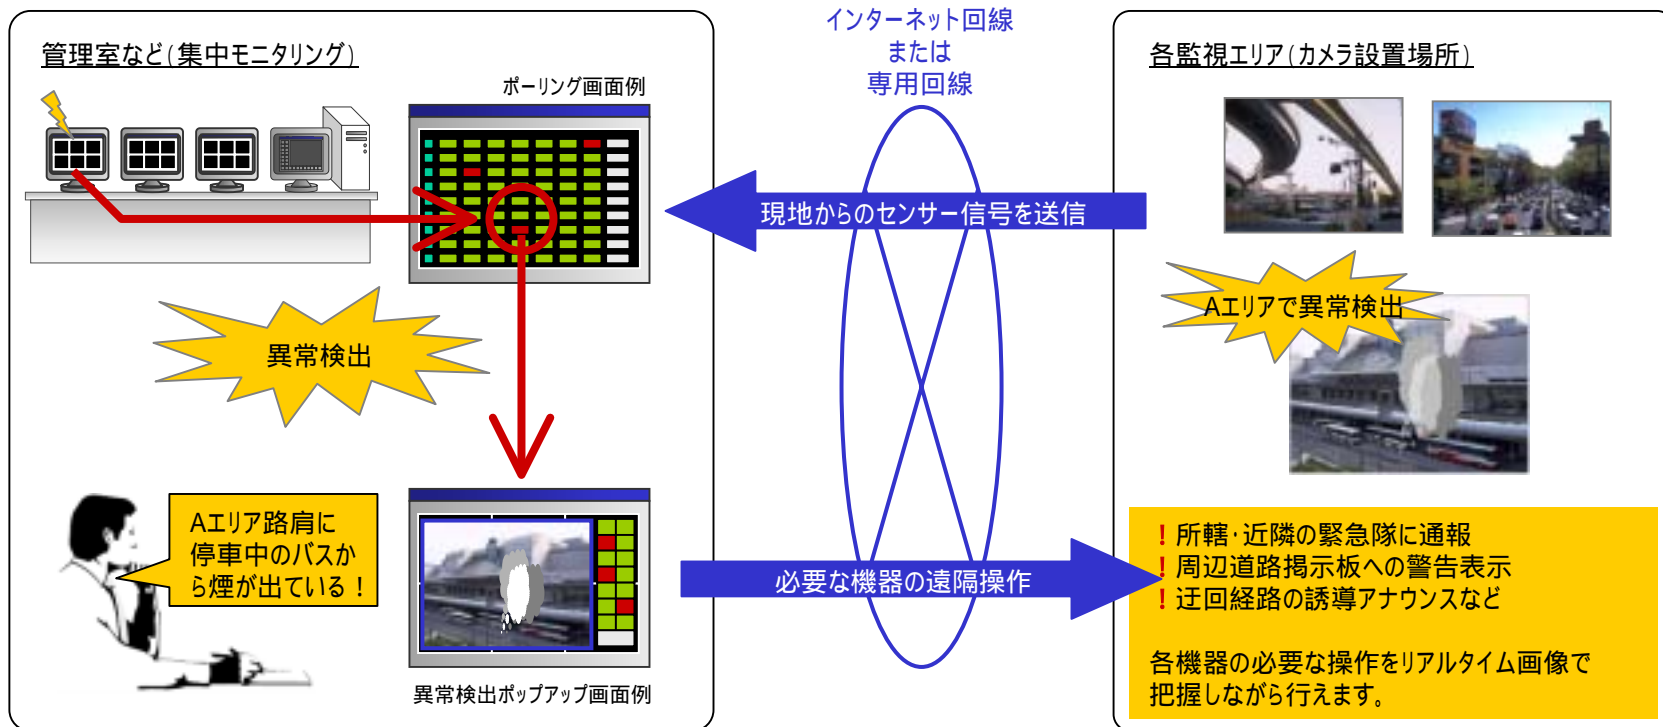 管理室など(集中モニタリング)
ポーリング画面例
異常検出
Aエリア路肩に
停車中のバスか
ら煙が出ている！
異常検出ポップアップ画面例
インターネット回線
または
専用回線
現地からのセンサー信号を送信
必要な機器の遠隔操作
各監視エリア(カメラ設置場所)
Aエリアで異常検出
！所轄・近隣の緊急隊に通報
！周辺道路掲示板への警告表示
！迂回経路の誘導アナウンスなど
各機器の必要な操作をリアルタイム画像で
把握しながら行えます。